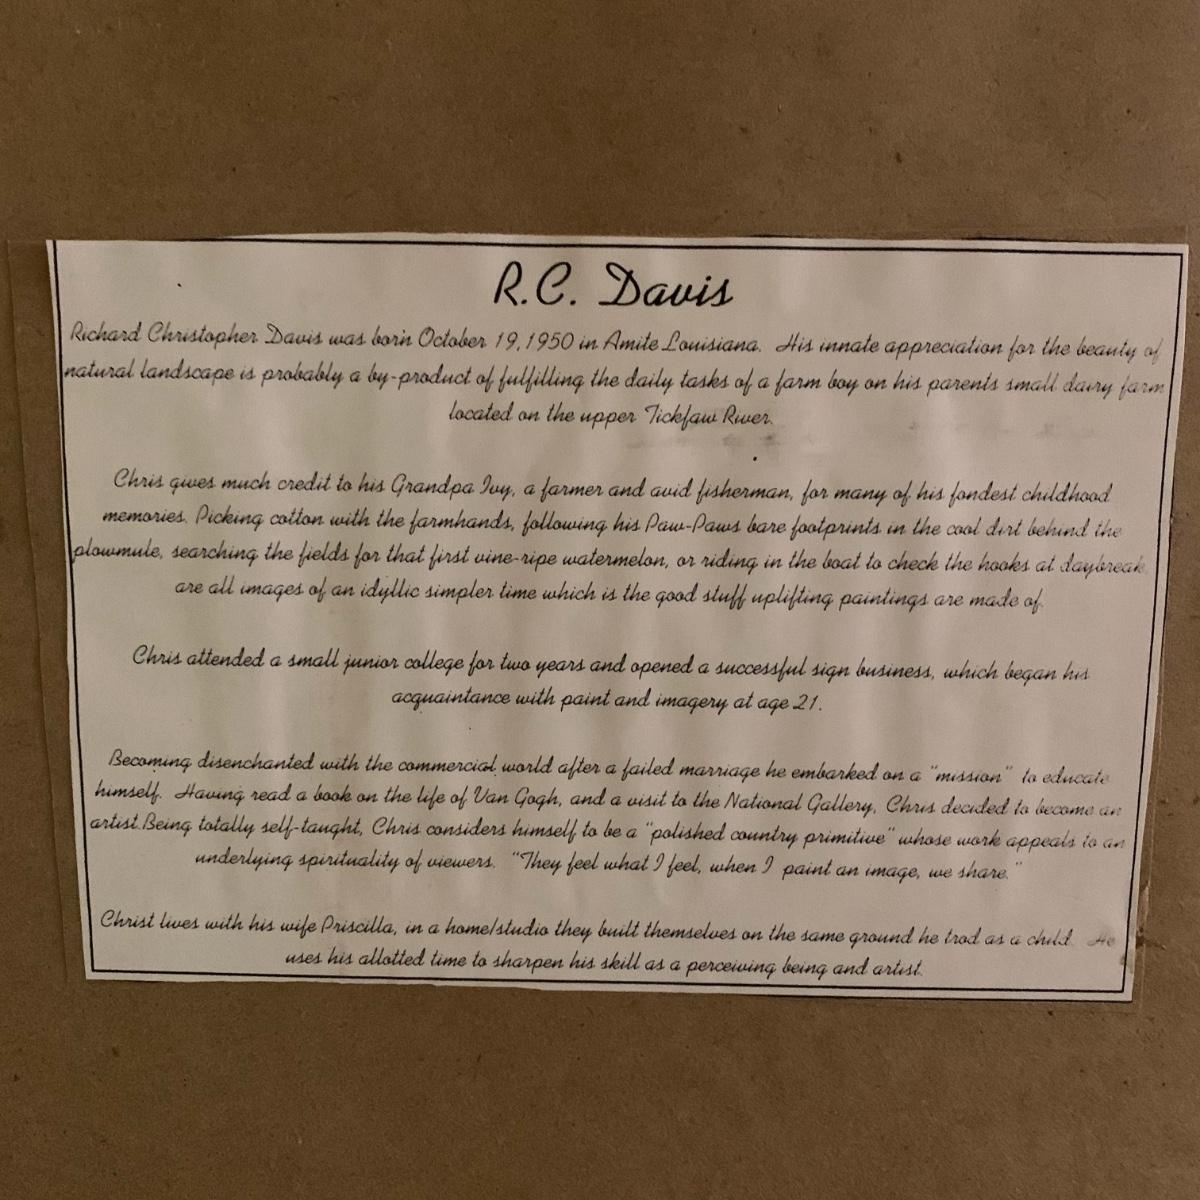 R.C. Davis
Richard Christopher Davis was born October 19, 1950 in Amite Louisiana. His innate appreciation for the beauty of
natural landscape is probably a by-product of fulfilling the daily tasks of a farm boy on his parents small dairy farm
located on the upper Tickfaw River.
Chris gives much credit to his Grandpa Ivy, a farmer and avid fisherman, for many of his fondest childhood
memories. Picking cotton with the farmhands, following his Paw-Paws bare footprints in the cool dirt behind the
plowmule, searching the fields for that first vine-ripe watermelon, or riding in the boat to check the hooks at daybreak
are all images of an idyllic simpler time which is the good stuff uplifting paintings are made of.
Chris attended a small junior college for two years and opened a successful sign business, which began his
acquaintance with paint and imagery at age 21.
Becoming disenchanted with the commercial world after a failed marriage he embarked on a "mission" to educate
himself. Having read a book on the life of Van Gogh, and a visit to the National Gallery, Chris decided to become an
artist.Being totally self-taught, Chris considers himself to be a "polished country primitive" whose work appeals to an
underlying spirituality of viewers. "They feel what I feel, when I paint an image, we share."
Christ lives with his wife Priscilla, in a home/studio they built themselves on the same ground he trod as a child. He
uses his allotted time to sharpen his skill as a perceiving being and artist.